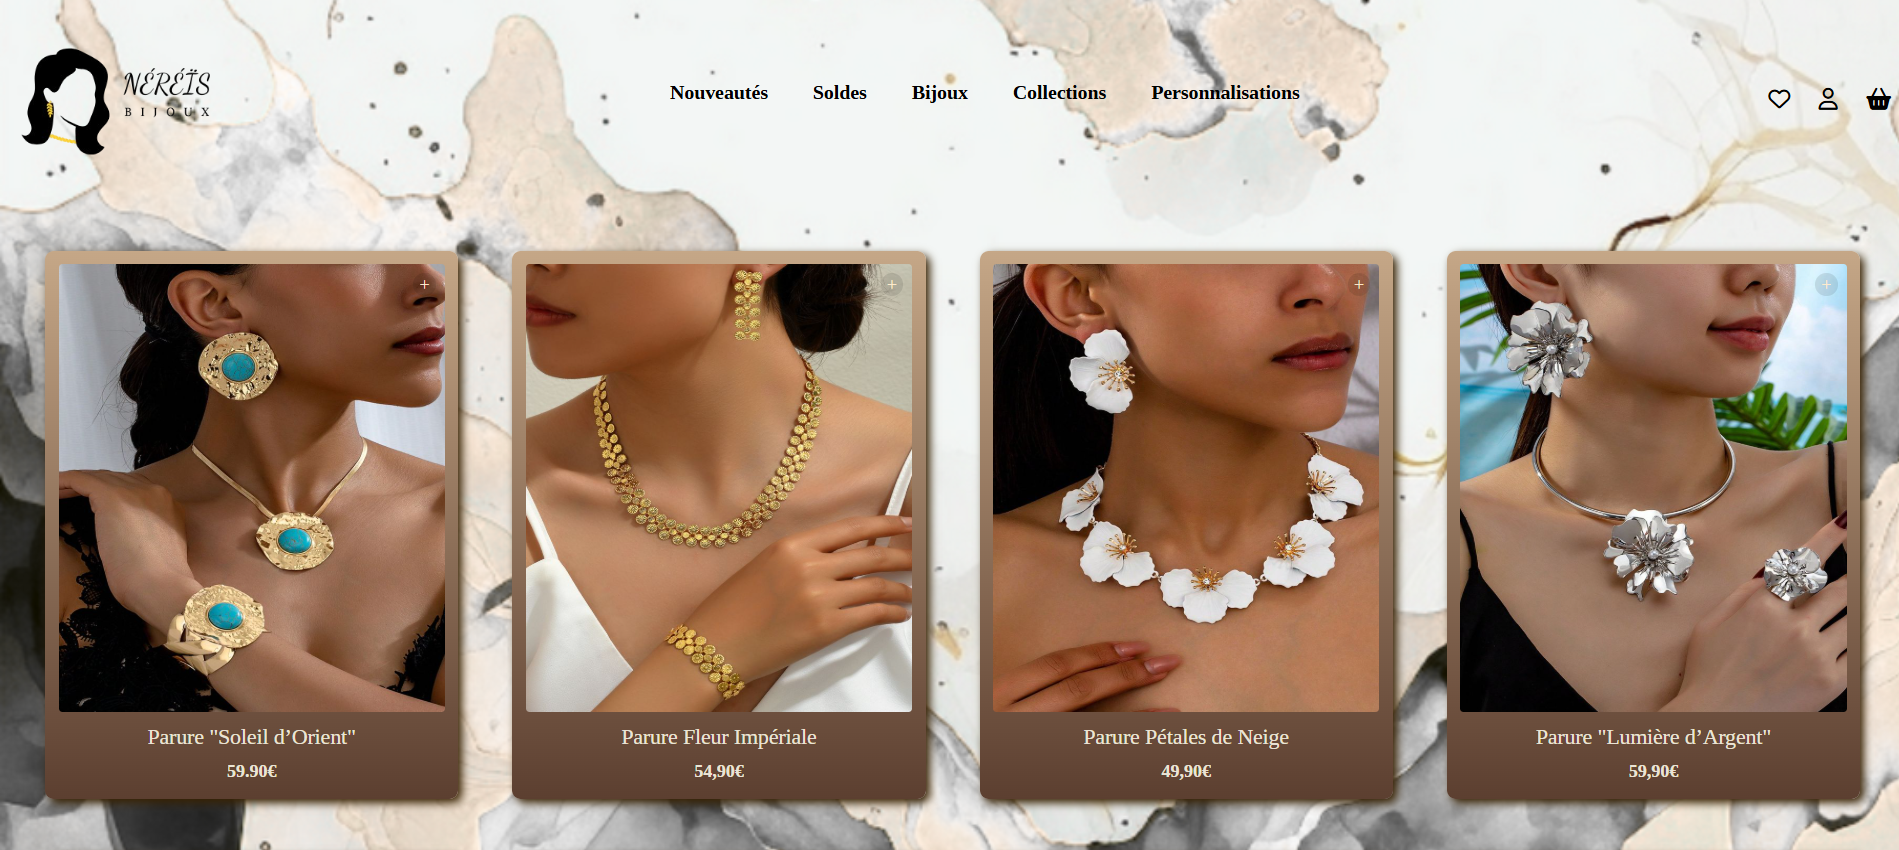 NÉRÉÏS
BIJOUX
Nouveautés
Soldes
Bijoux
Collections
Personnalisations
+
+
+
+
Parure "Soleil d’Orient"
59.90€
Parure Fleur Impériale
54,90€
Parure Pétales de Neige
49,90€
Parure "Lumière d’Argent"
59,90€